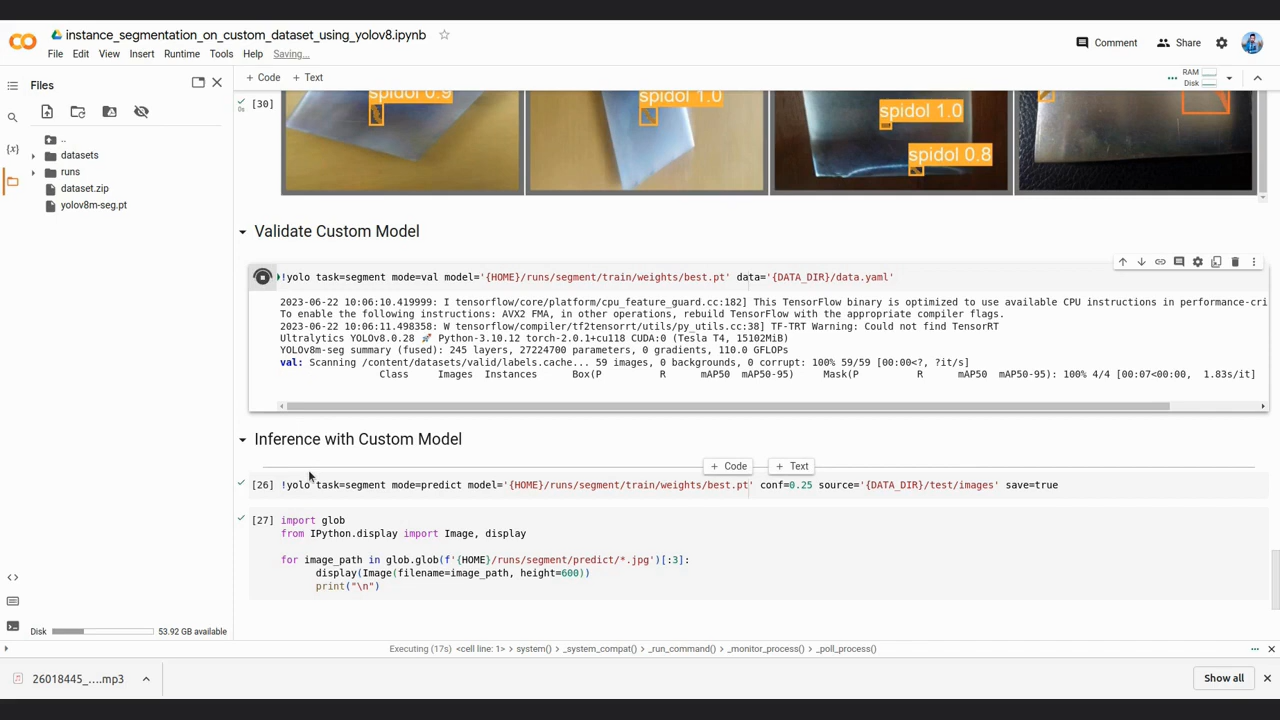 instance_segmentation_on_custom_dataset_using_yolov8.ipynb
File Edit View Insert Runtime Tools Help Saving...
Comment
Share
Files
+ Code + Text
RAM
Disk
..
datasets
runs
dataset.zip
yolov8m-seg.pt
[30]
0s
spidol 0.9
spidol 1.0
spidol 1.0
spidol 0.8
Validate Custom Model
!yolo task=segment mode=val model='{HOME}/runs/segment/train/weights/best.pt' data='{DATA_DIR}/data.yaml'
2023-06-22 10:06:10.419999: I tensorflow/core/platform/cpu_feature_guard.cc:182] This TensorFlow binary is optimized to use available CPU instructions in performance-cri
To enable the following instructions: AVX2 FMA, in other operations, rebuild TensorFlow with the appropriate compiler flags.
2023-06-22 10:06:11.498358: W tensorflow/compiler/tf2tensorrt/utils/py_utils.cc:38] TF-TRT Warning: Could not find TensorRT
Ultralytics YOLOv8.0.28 🚀 Python-3.10.12 torch-2.0.1+cu118 CUDA:0 (Tesla T4, 15102MiB)
YOLOv8m-seg summary (fused): 245 layers, 27224700 parameters, 0 gradients, 110.0 GFLOPs
val: Scanning /content/datasets/valid/labels.cache... 59 images, 0 backgrounds, 0 corrupt: 100% 59/59 [00:00<?, ?it/s]
Class Images Instances Box(P R mAP50 mAP50-95) Mask(P R mAP50 mAP50-95): 100% 4/4 [00:07<00:00, 1.83s/it]
Inference with Custom Model
+ Code + Text
[26] !yolo task=segment mode=predict model='{HOME}/runs/segment/train/weights/best.pt' conf=0.25 source='{DATA_DIR}/test/images' save=true
[27] import glob
from IPython.display import Image, display
for image_path in glob.glob(f'{HOME}/runs/segment/predict/*.jpg')[:3]:
display(Image(filename=image_path, height=600))
print("\n")
Disk 53.92 GB available
Executing (17s) <cell line: 1> > system() > _system_compat() > _run_command() > _monitor_process() > _poll_process()
26018445_....mp3
Show all